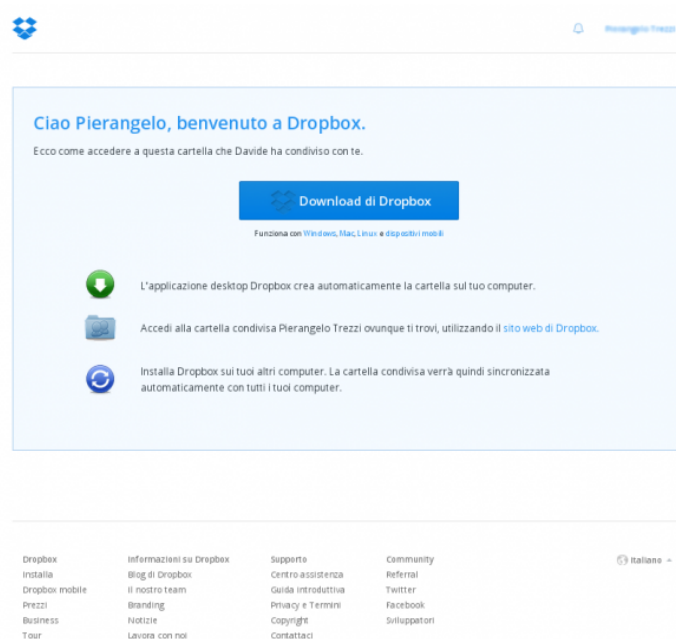 Pierangelo Trezzi
Ciao Pierangelo, benvenuto a Dropbox.
Ecco come accedere a questa cartella che Davide ha condiviso con te.
Download di Dropbox
Funziona con Windows, Mac, Linux e dispositivi mobili
L'applicazione desktop Dropbox crea automaticamente la cartella sul tuo computer.
Accedi alla cartella condivisa Pierangelo Trezzi ovunque ti trovi, utilizzando il sito web di Dropbox.
Installa Dropbox sui tuoi altri computer. La cartella condivisa verrà quindi sincronizzata
automaticamente con tutti i tuoi computer.
Dropbox Informazioni su Dropbox Supporto Community Italiano
Installa Blog di Dropbox Centro assistenza Referral
Dropbox mobile Il nostro team Guida introduttiva Twitter
Prezzi Branding Privacy e Termini Facebook
Business Notizie Copyright Sviluppatori
Tour Lavora con noi Contattaci